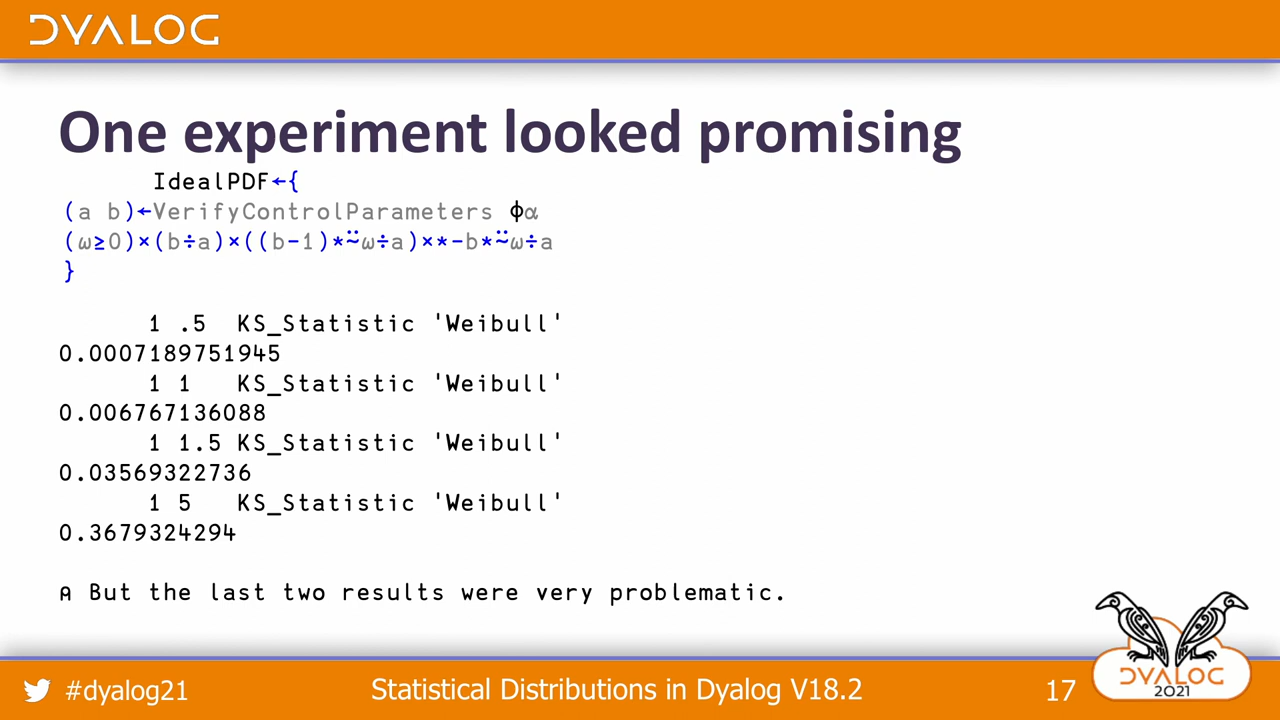 DYALOG
One experiment looked promising
IdealPDF←{
(a b)←VerifyControlParameters ⌽⍺
(⍵≥0)×(b÷a)×((b-1)*⍨⍵÷a)×*-b*⍨⍵÷a
}
1 .5 KS_Statistic 'Weibull'
0.0007189751945
1 1 KS_Statistic 'Weibull'
0.006767136088
1 1.5 KS_Statistic 'Weibull'
0.03569322736
1 5 KS_Statistic 'Weibull'
0.3679324294
⍝ But the last two results were very problematic.
#dyalog21
Statistical Distributions in Dyalog V18.2
17
DYALOG
2021